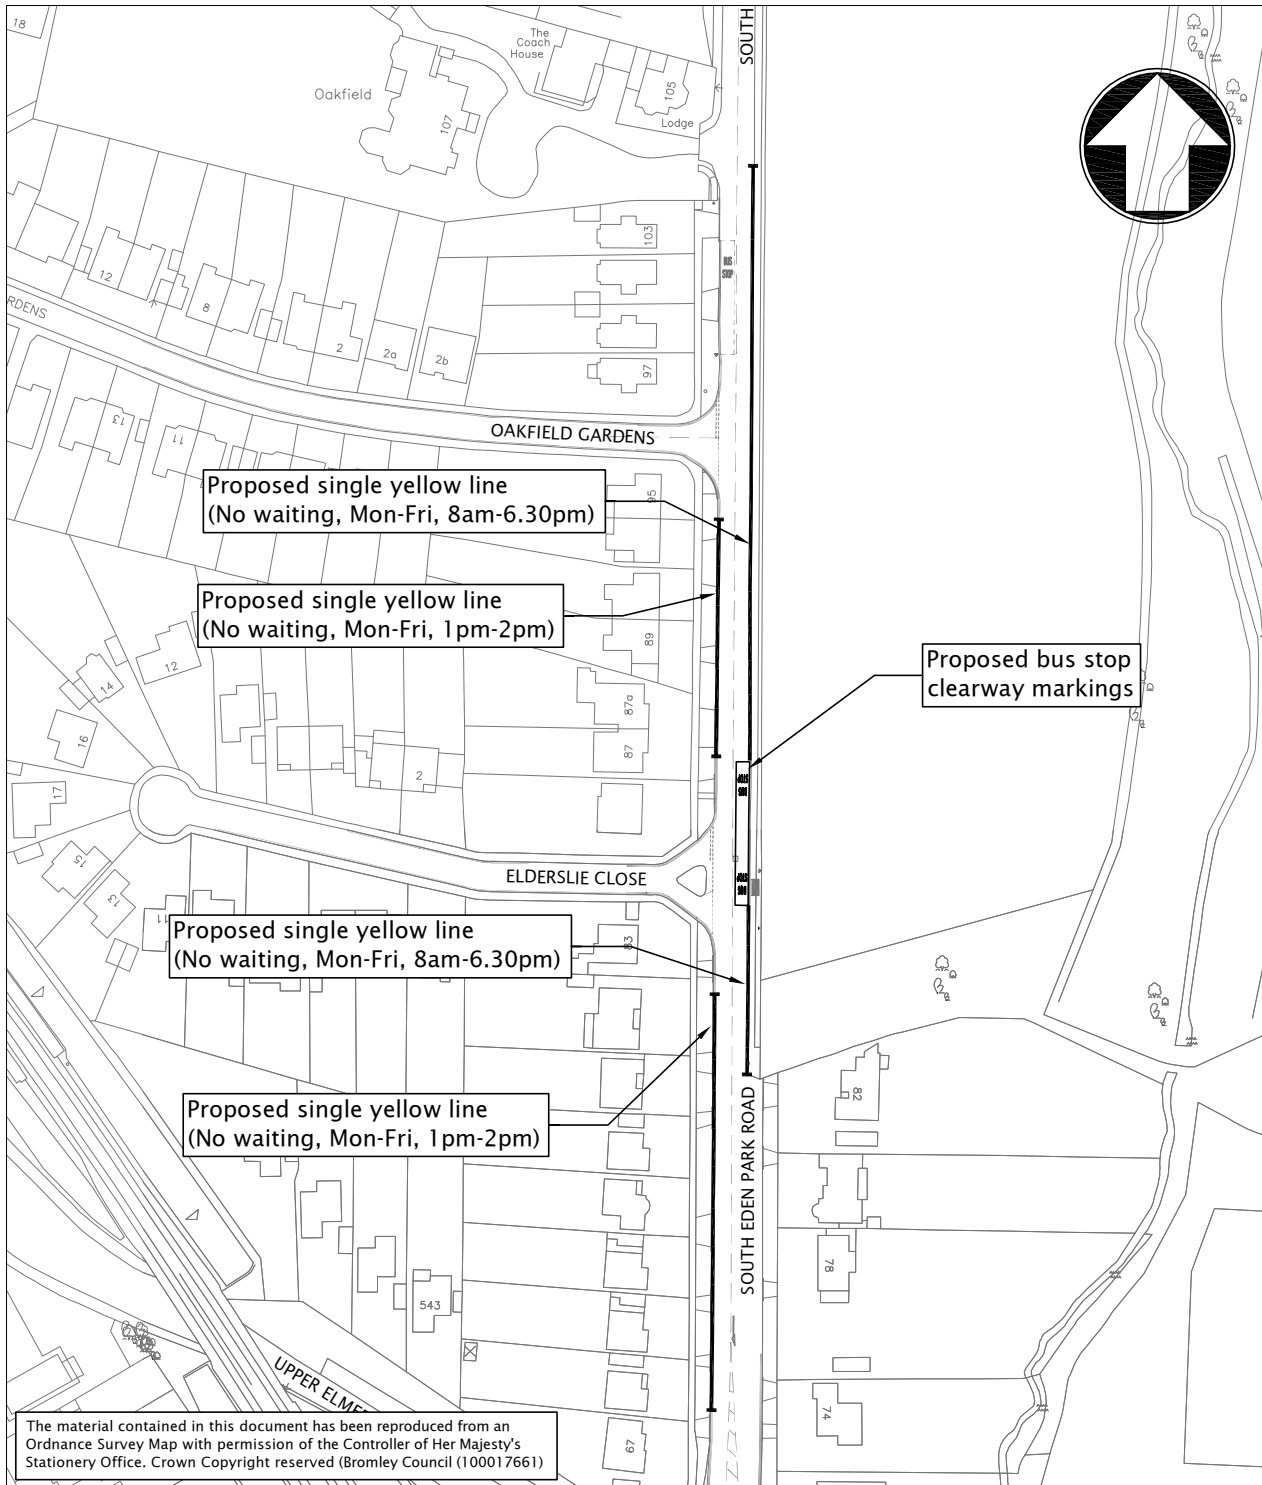 18
The
Coach
House
SOUTH
Oakfield
107
105
Lodge
103
BUS
STOP
12
8
2
2a
2b
97
RDENS
13
11
OAKFIELD GARDENS
Proposed single yellow line
(No waiting, Mon-Fri, 8am-6.30pm)
95
Proposed single yellow line
(No waiting, Mon-Fri, 1pm-2pm)
89
12
14
16
17
87a
87
2
Proposed bus stop
clearway markings
BUS
STOP
15
13
11
ELDERSLIE CLOSE
BUS
STOP
Proposed single yellow line
(No waiting, Mon-Fri, 8am-6.30pm)
83
82
Proposed single yellow line
(No waiting, Mon-Fri, 1pm-2pm)
SOUTH EDEN PARK ROAD
78
543
74
67
UPPER ELME
The material contained in this document has been reproduced from an
Ordnance Survey Map with permission of the Controller of Her Majesty's
Stationery Office. Crown Copyright reserved (Bromley Council (100017661)